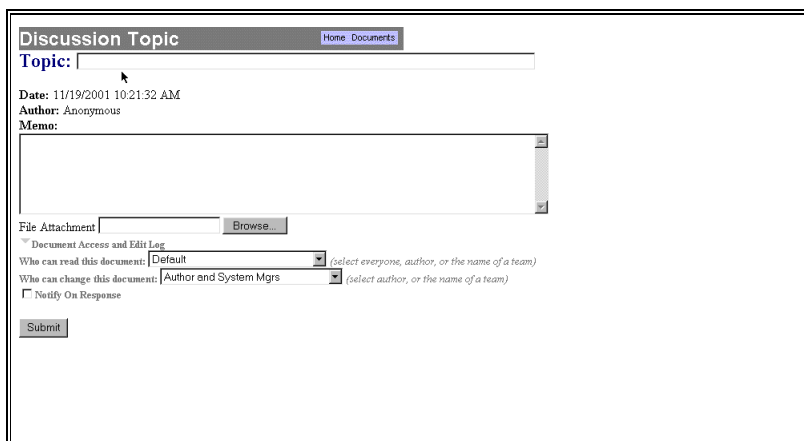 Discussion Topic Home Documents
Topic:
Date: 11/19/2001 10:21:32 AM
Author: Anonymous
Memo:
File Attachment Browse...
Document Access and Edit Log
Who can read this document: Default (select everyone, author, or the name of a team)
Who can change this document: Author and System Mgrs (select author, or the name of a team)
Notify On Response
Submit